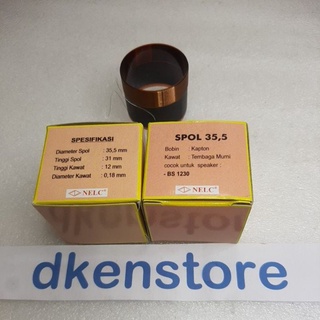 SPESIFIKASI
Diameter Spol : 35,5 mm
Tinggi Spol : 31 mm
Tinggi Kawat : 12 mm
Diameter Kawat : 0,18 mm
NELC
SPOL 35,5
Bobin : Kapton
Kawat : Tembaga Murni
cocok untuk speaker :
- BS 1230
NELC
dkenstore